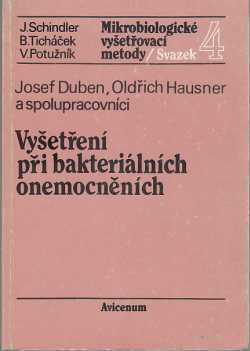 J.Schindler
B.Ticháček
V.Potužník
Mikrobiologické
vyšetřovací
metody/Svazek 4
Josef Duben, Oldřich Hausner
a spolupracovníci
Vyšetření
při bakteriálních
onemocněních
Avicenum